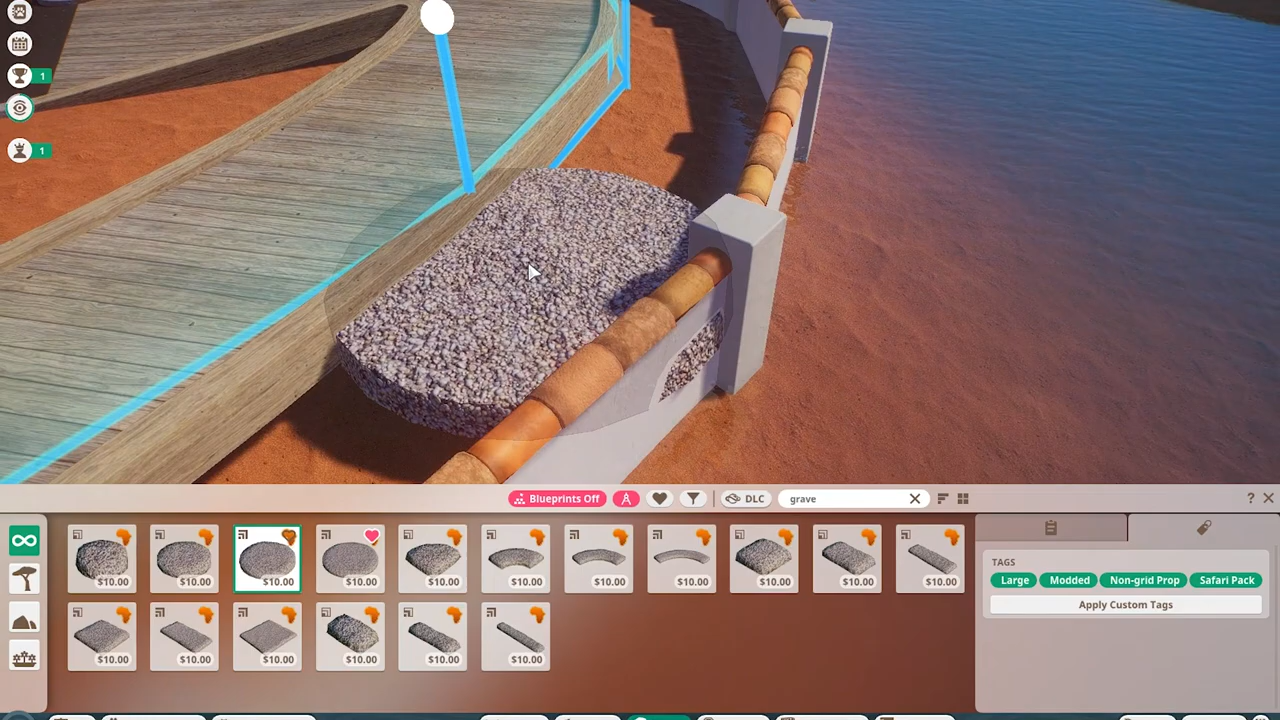 1
1
Blueprints Off
DLC
grave
?
$10.00 $10.00 $10.00 $10.00 $10.00 $10.00 $10.00 $10.00 $10.00 $10.00 $10.00
$10.00 $10.00 $10.00 $10.00 $10.00 $10.00
TAGS
Large Modded Non-grid Prop Safari Pack
Apply Custom Tags